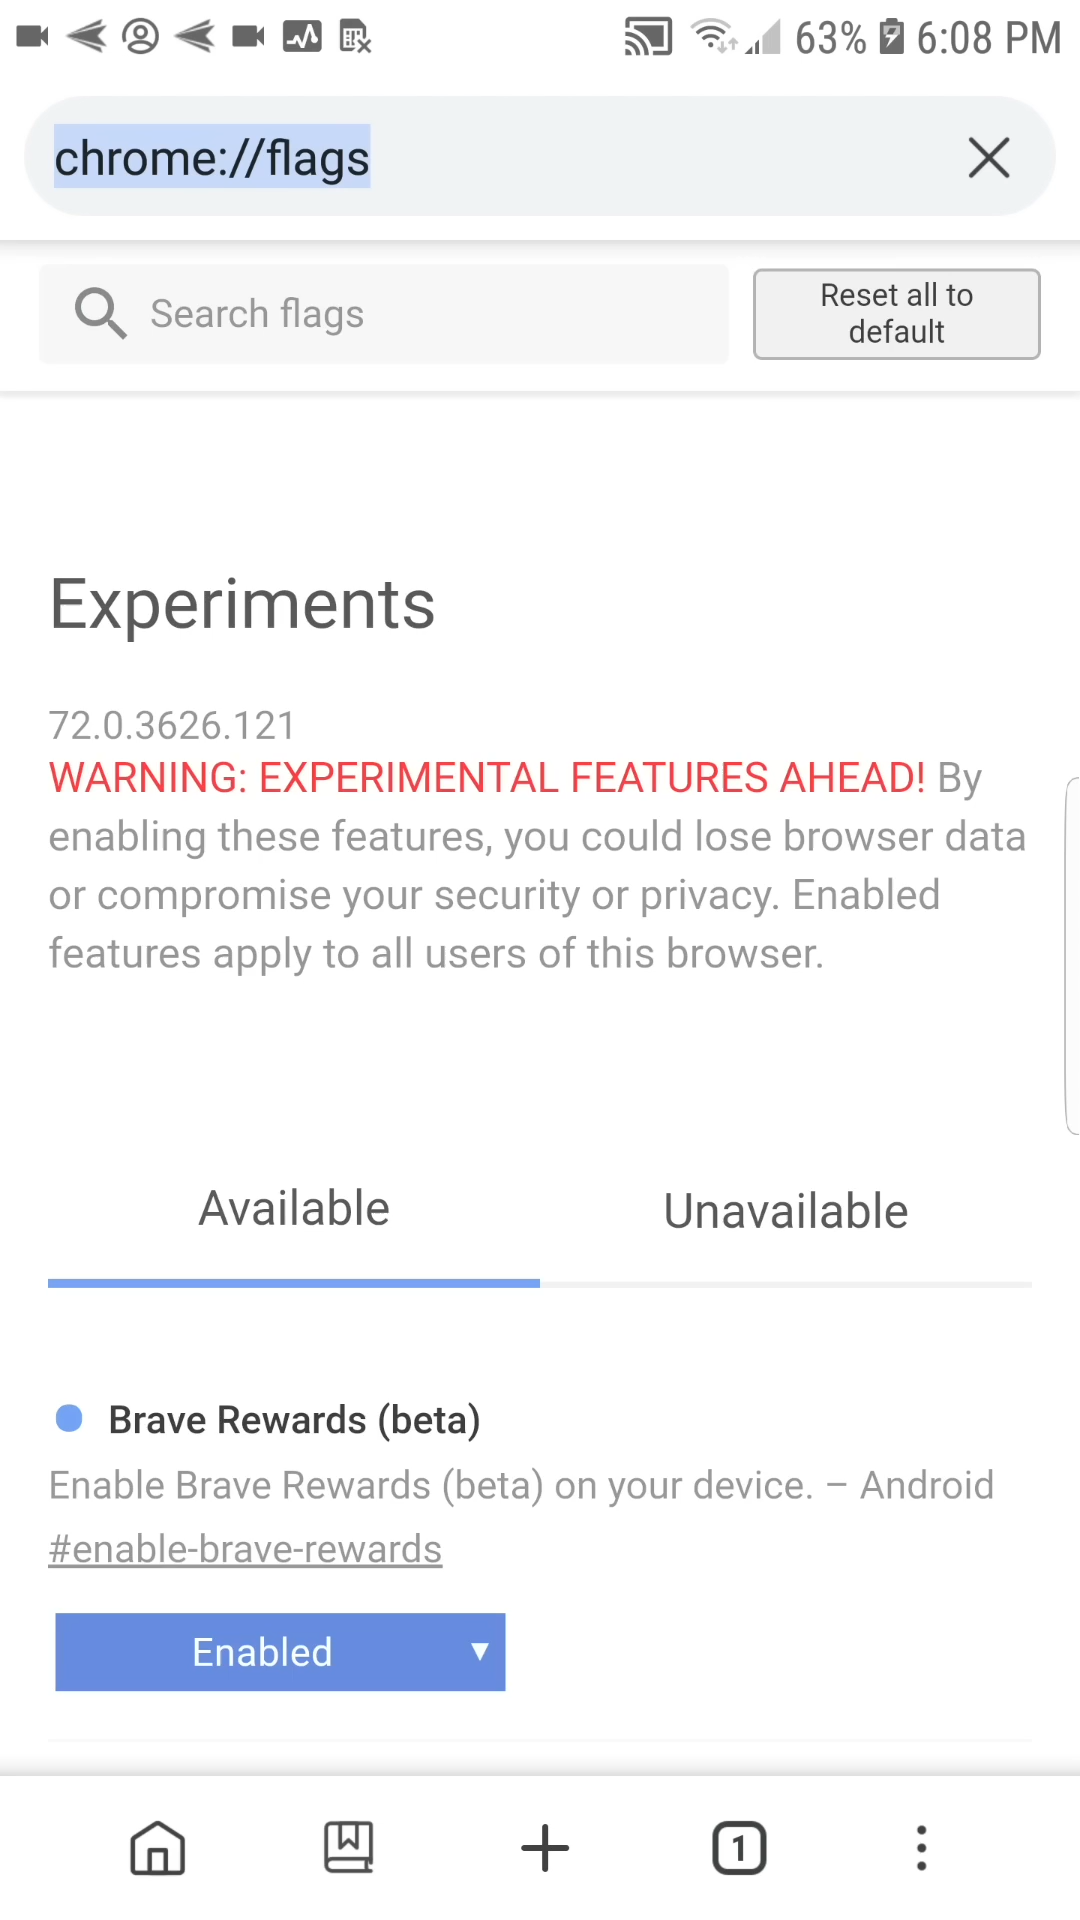 63% 6:08 PM
chrome://flags
Search flags
Reset all to
default
Experiments
72.0.3626.121
WARNING: EXPERIMENTAL FEATURES AHEAD! By
enabling these features, you could lose browser data
or compromise your security or privacy. Enabled
features apply to all users of this browser.
Available
Unavailable
Brave Rewards (beta)
Enable Brave Rewards (beta) on your device. – Android
#enable-brave-rewards
Enabled
1